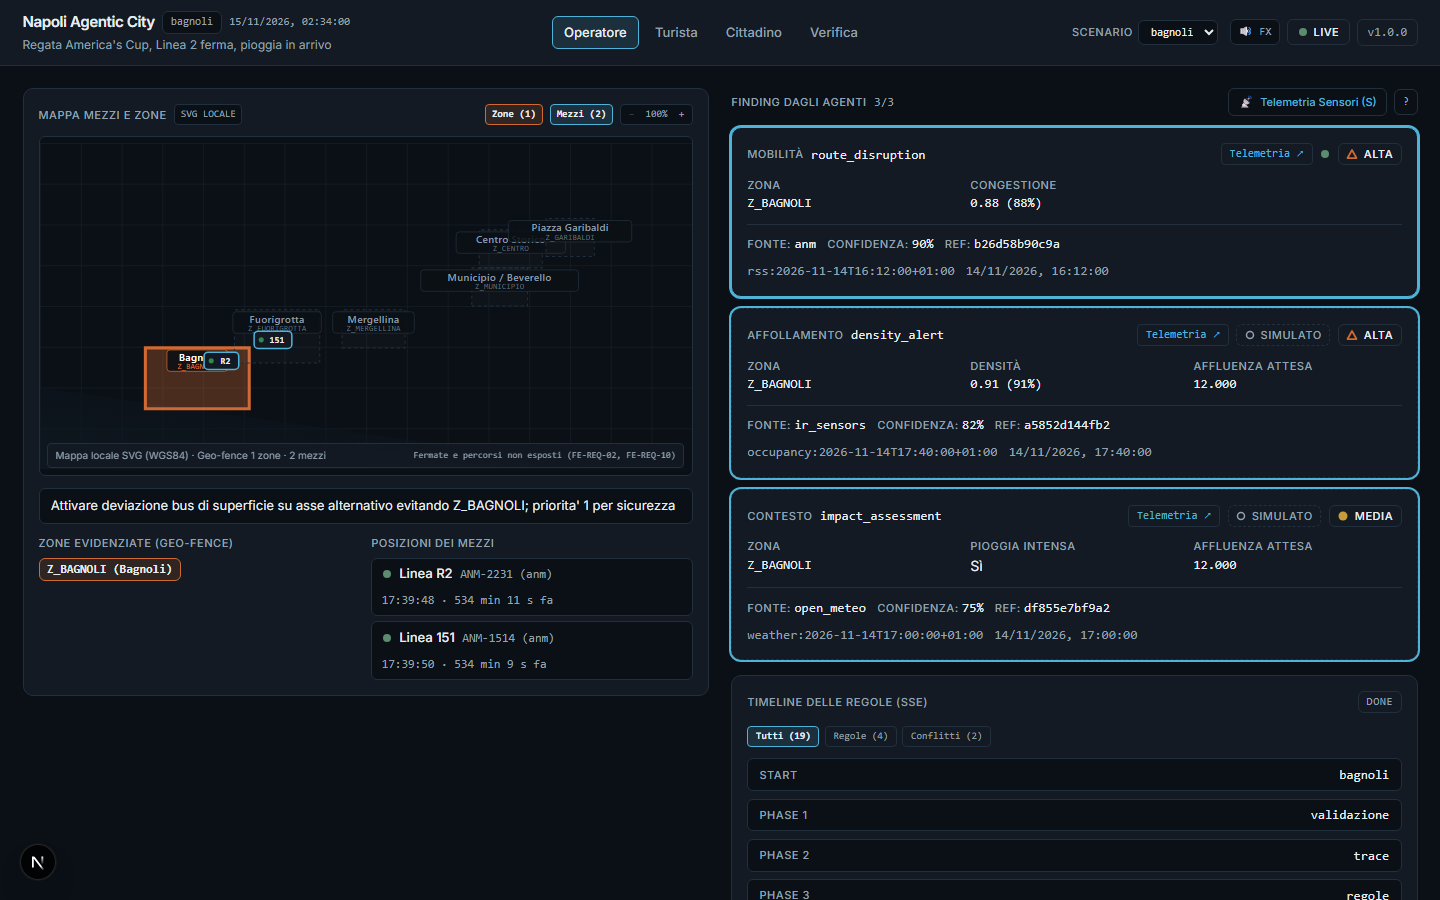 Napoli Agentic City bagnoli 15/11/2026, 02:34:00
Regata America's Cup, Linea 2 ferma, pioggia in arrivo
Operatore Turista Cittadino Verifica
SCENARIO bagnoli FX LIVE v1.0.0
MAPPA MEZZI E ZONE SVG LOCALE Zone (1) Mezzi (2) - 100% +
Piazza Garibaldi
Z_GARIBALDI
Centro
Z_CENTRO
Municipio / Beverello
Z_MUNICIPIO
Fuorigrotta
Z_FUORIGROTTA
Mergellina
Z_MERGELLINA
151
Bagn
Z_BAGN
R2
Mappa locale SVG (WGS84) · Geo-fence 1 zone · 2 mezzi
Fermate e percorsi non esposti (FE-REQ-02, FE-REQ-10)
Attivare deviazione bus di superficie su asse alternativo evitando Z_BAGNOLI; priorita' 1 per sicurezza
ZONE EVIDENZIATE (GEO-FENCE)
Z_BAGNOLI (Bagnoli)
POSIZIONI DEI MEZZI
Linea R2 ANM-2231 (anm)
17:39:48 · 534 min 11 s fa
Linea 151 ANM-1514 (anm)
17:39:50 · 534 min 9 s fa
FINDING DAGLI AGENTI 3/3 Telemetria Sensori (S) ?
MOBILITÀ route_disruption Telemetria ↗ ALTA
ZONA CONGESTIONE
Z_BAGNOLI 0.88 (88%)
FONTE: anm CONFIDENZA: 90% REF: b26d58b90c9a
rss:2026-11-14T16:12:00+01:00 14/11/2026, 16:12:00
AFFOLLAMENTO density_alert Telemetria ↗ SIMULATO ALTA
ZONA DENSITÀ AFFLUENZA ATTESA
Z_BAGNOLI 0.91 (91%) 12.000
FONTE: ir_sensors CONFIDENZA: 82% REF: a5852d144fb2
occupancy:2026-11-14T17:40:00+01:00 14/11/2026, 17:40:00
CONTESTO impact_assessment Telemetria ↗ SIMULATO MEDIA
ZONA PIOGGIA INTENSA AFFLUENZA ATTESA
Z_BAGNOLI Sì 12.000
FONTE: open_meteo CONFIDENZA: 75% REF: df855e7bf9a2
weather:2026-11-14T17:00:00+01:00 14/11/2026, 17:00:00
TIMELINE DELLE REGOLE (SSE) DONE
Tutti (19) Regole (4) Conflitti (2)
START bagnoli
PHASE 1 validazione
PHASE 2 trace
PHASE 3 regole
N